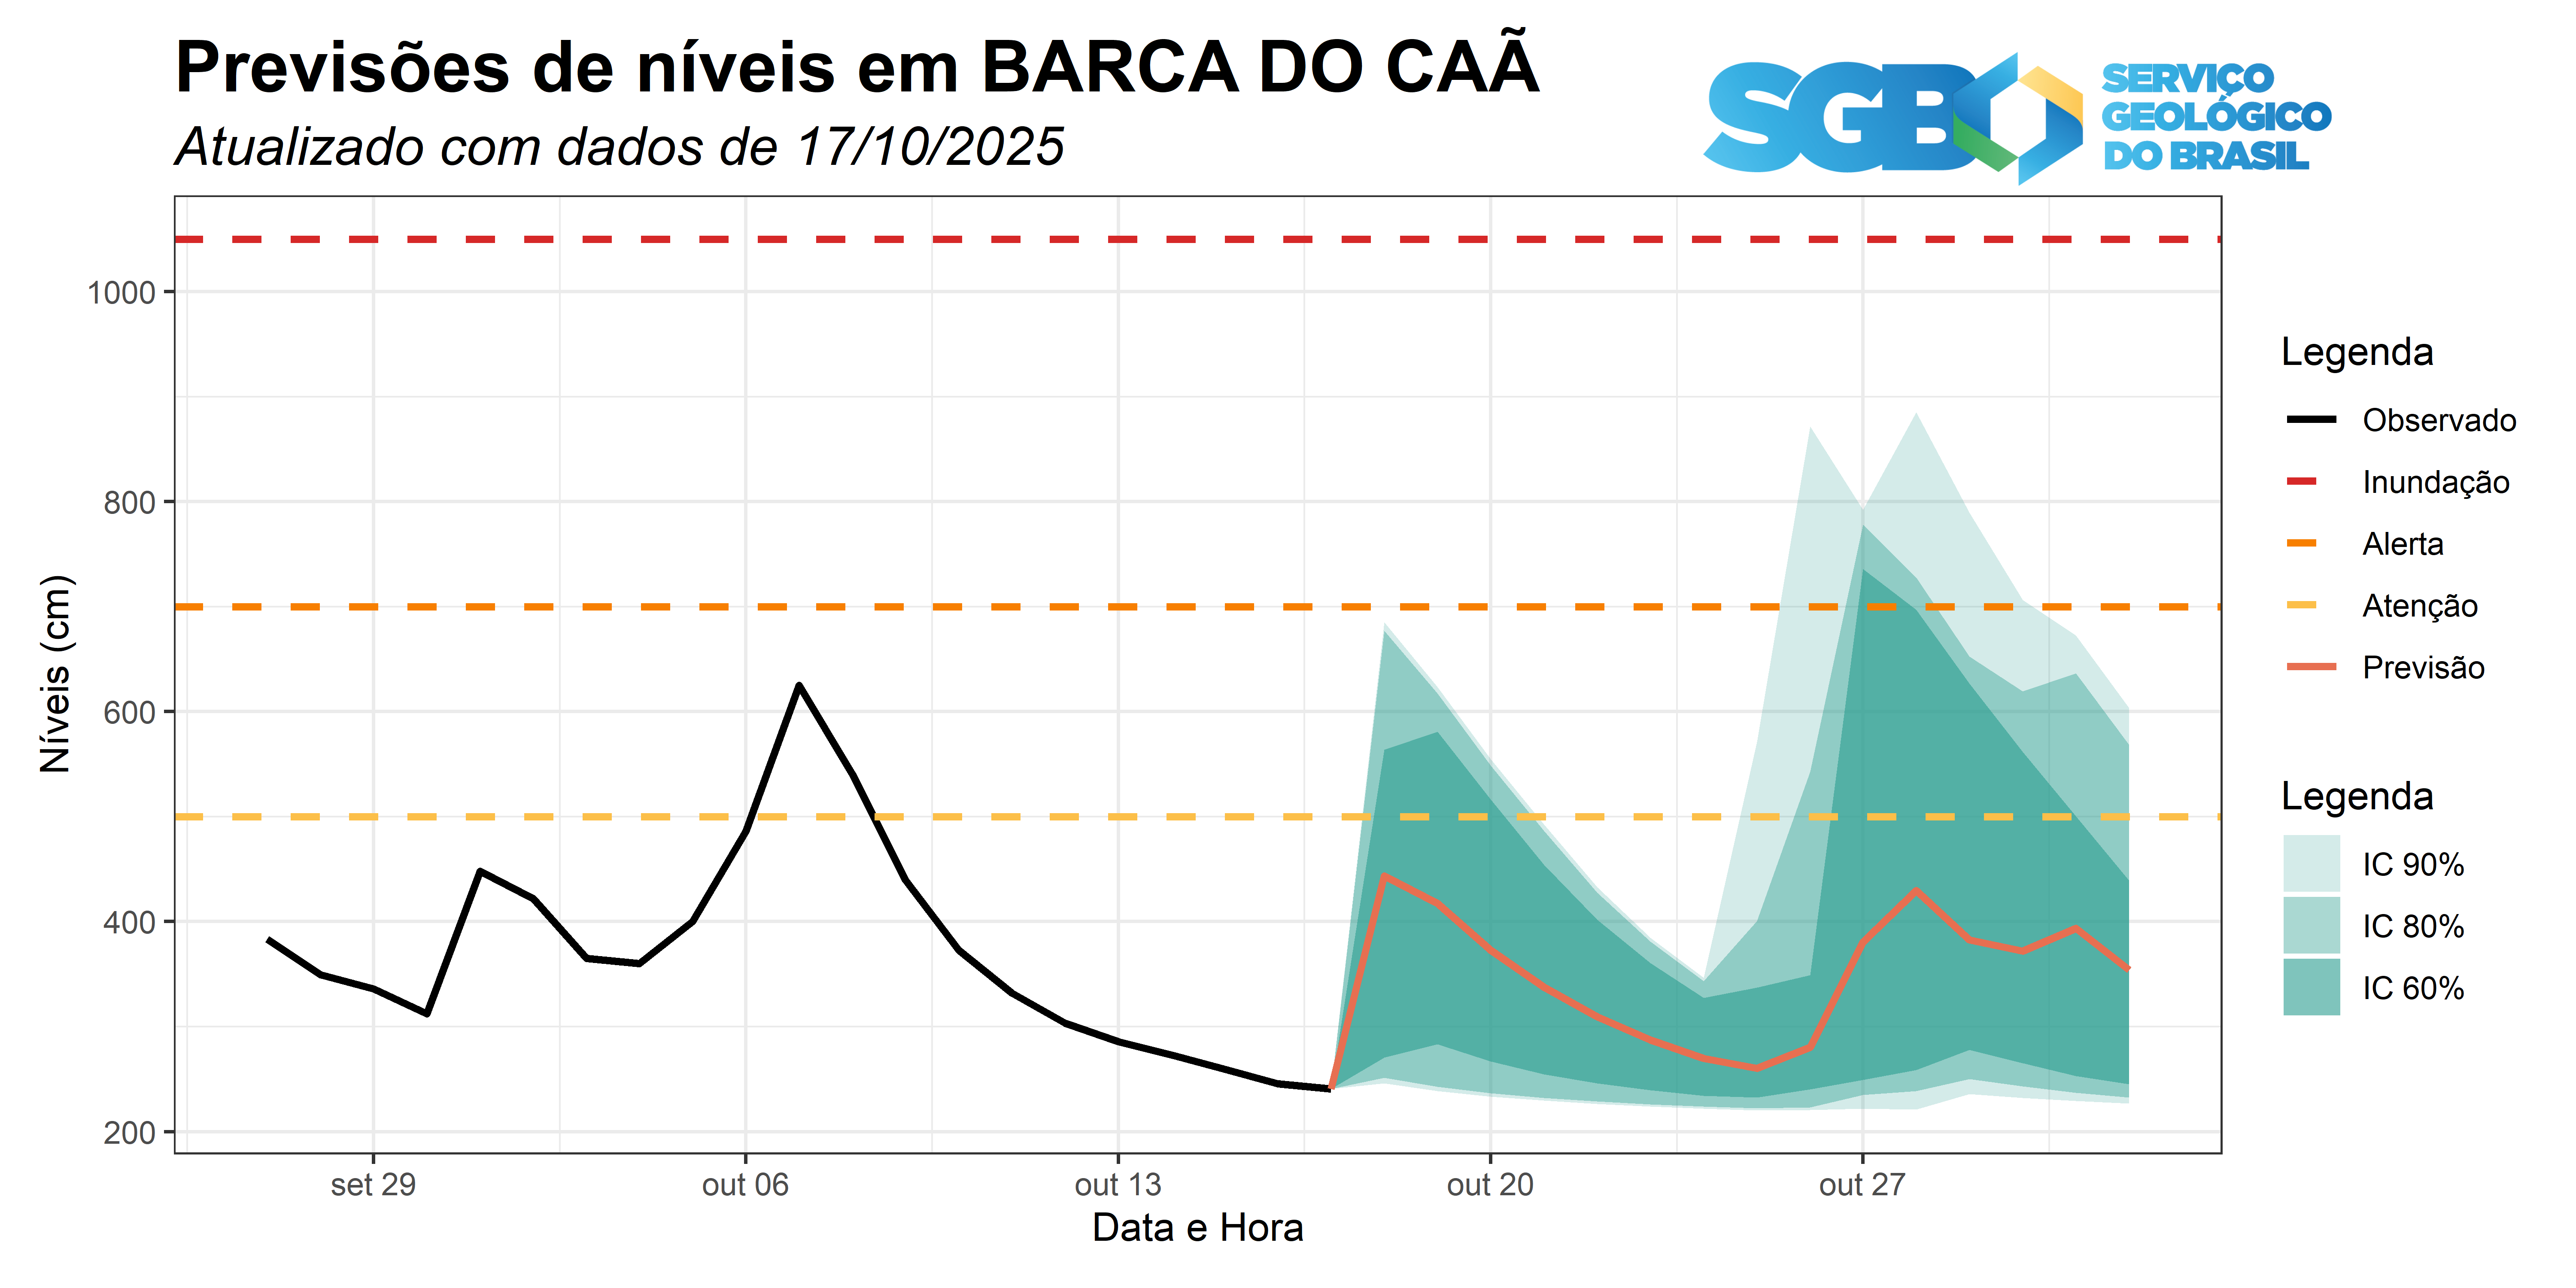 Previsões de níveis em BARCA DO CAÃ
Atualizado com dados de 17/10/2025
SGB
SERVIÇO
GEOLÓGICO
DO BRASIL
Níveis (cm)
1000
800
600
400
200
set 29
out 06
out 13
out 20
out 27
Data e Hora
Legenda
Observado
Inundação
Alerta
Atenção
Previsão
Legenda
IC 90%
IC 80%
IC 60%